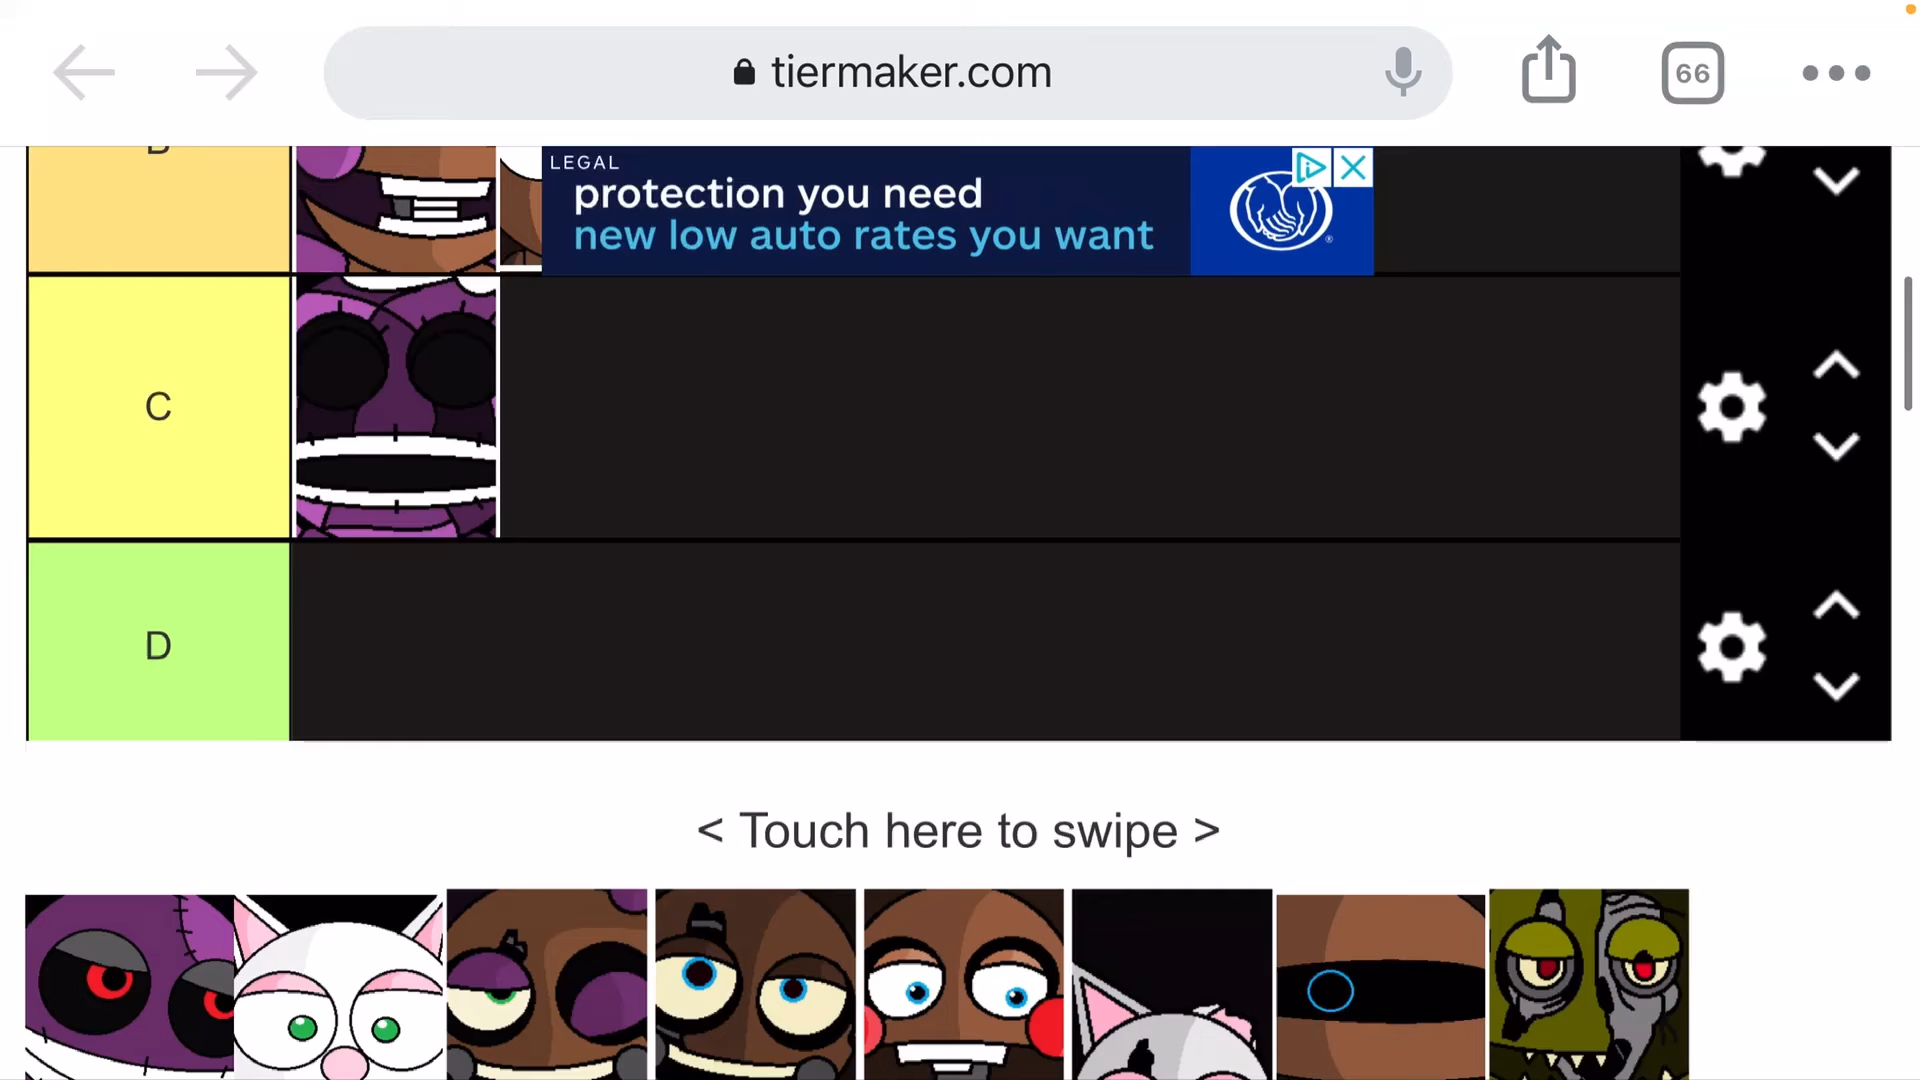 tiermaker.com
66
B
LEGAL
protection you need
new low auto rates you want
®
C
D
< Touch here to swipe >